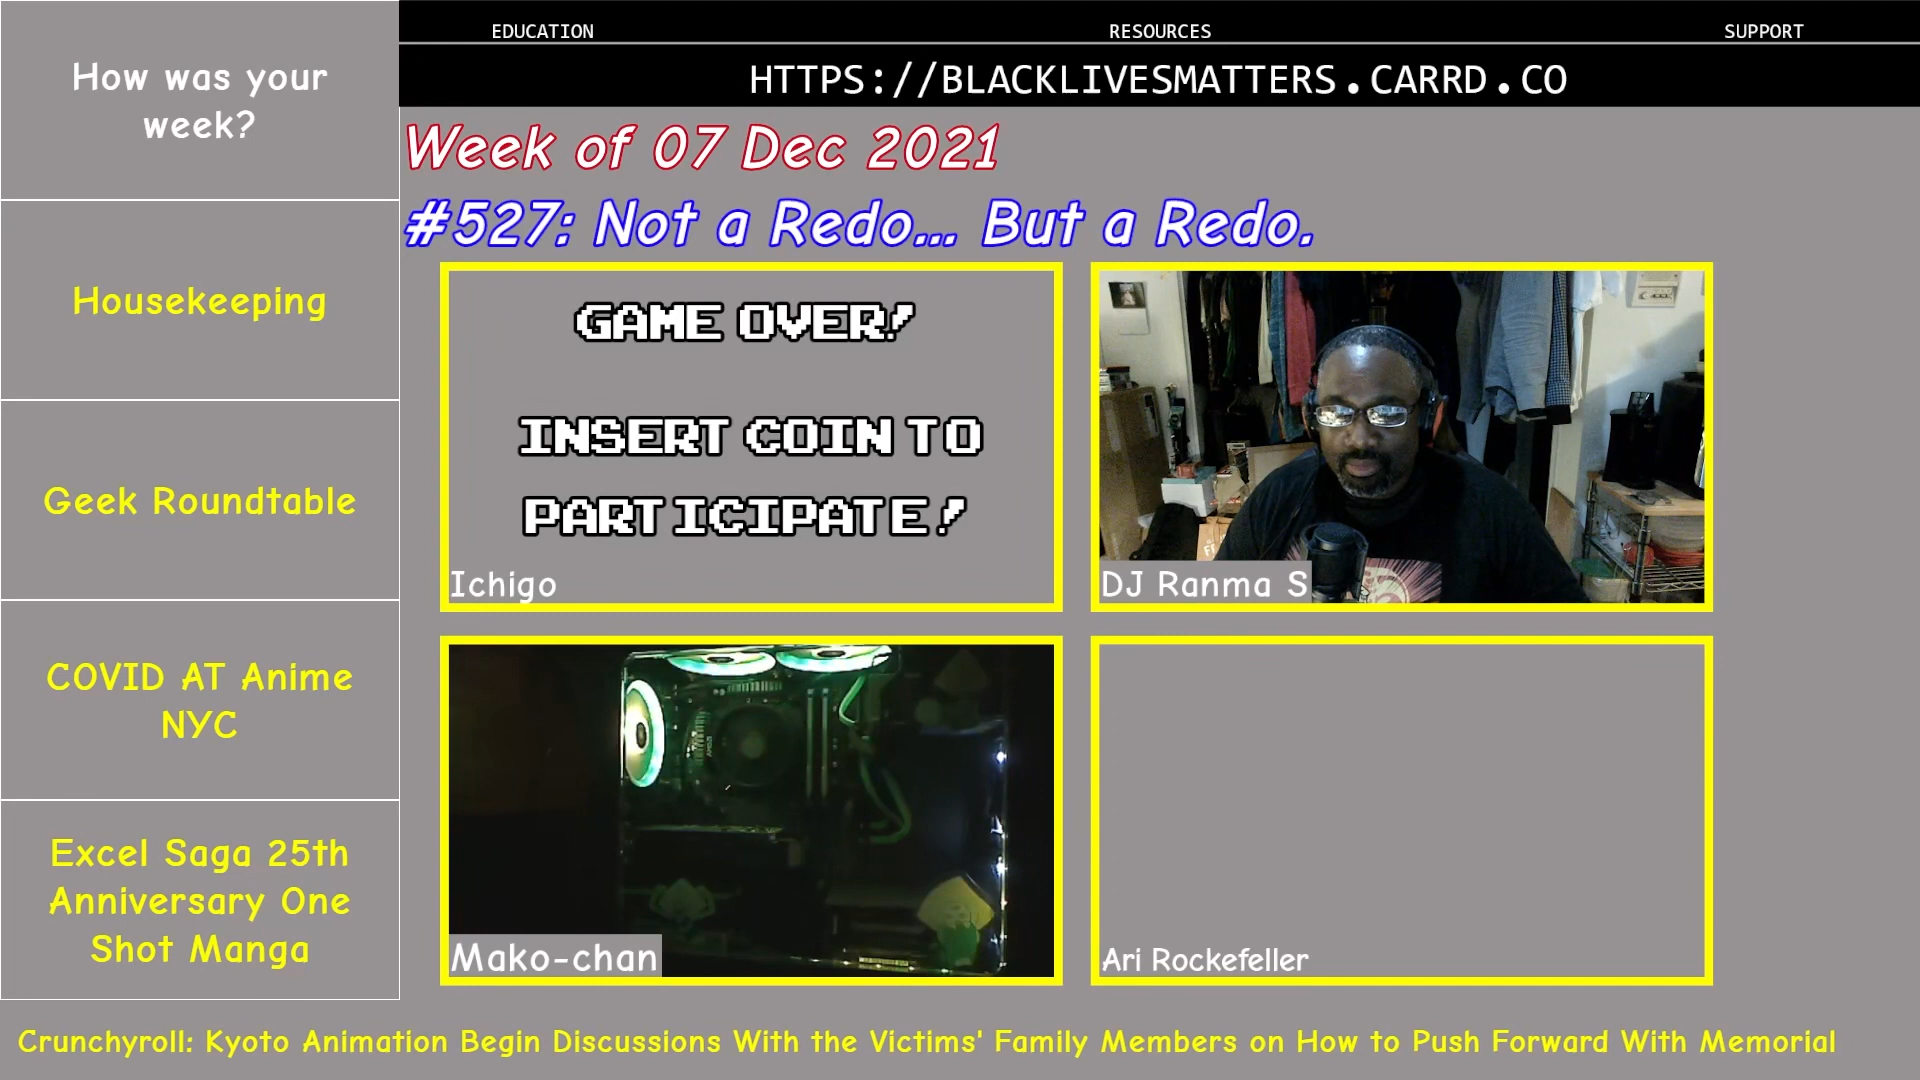 How was your
week?
Housekeeping
Geek Roundtable
COVID AT Anime
NYC
Excel Saga 25th
Anniversary One
Shot Manga
EDUCATION
RESOURCES
SUPPORT
HTTPS://BLACKLIVESMATTERS.CARRD.CO
Week of 07 Dec 2021
#527: Not a Redo... But a Redo.
GAME OVER!
INSERT COIN TO
PARTICIPATE!
Ichigo
DJ Ranma S
Mako-chan
Ari Rockefeller
Crunchyroll: Kyoto Animation Begin Discussions With the Victims' Family Members on How to Push Forward With Memorial